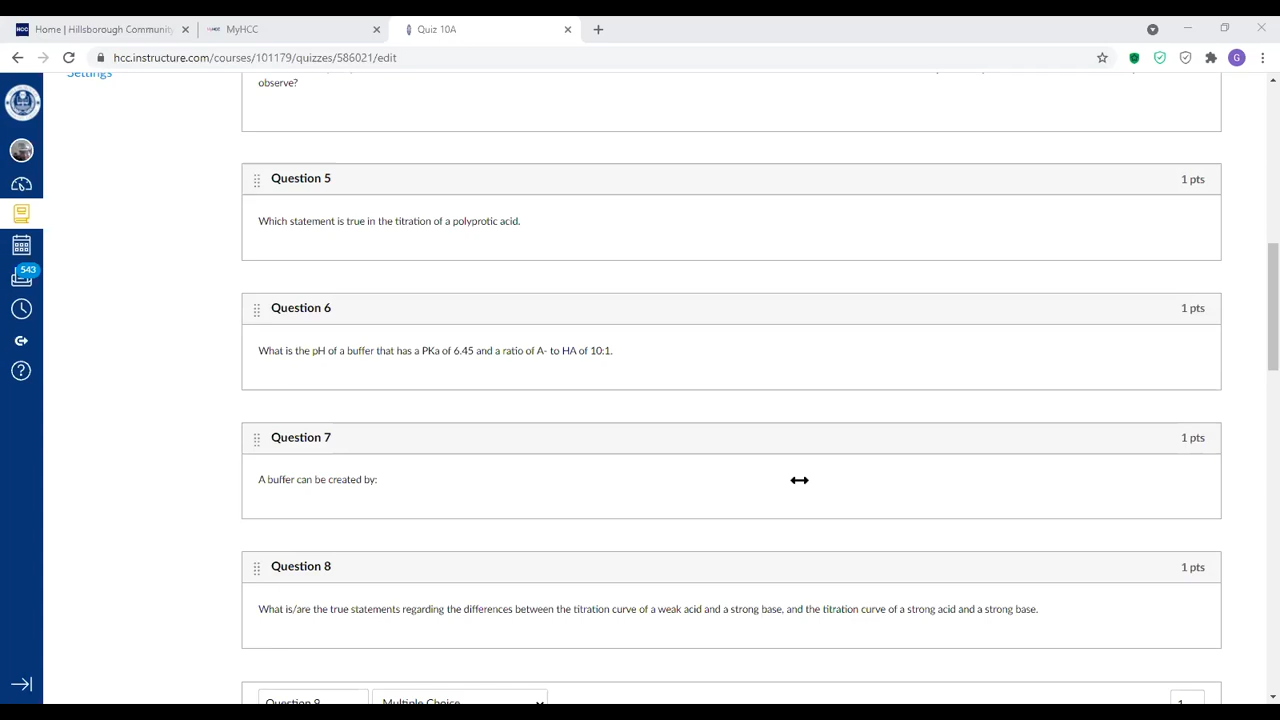 Home | Hillsborough Community
MyHCC
Quiz 10A
hcc.instructure.com/courses/101179/quizzes/586021/edit
G
Settings
observe?
Question 5
1 pts
Which statement is true in the titration of a polyprotic acid.
543
Question 6
1 pts
What is the pH of a buffer that has a PKa of 6.45 and a ratio of A- to HA of 10:1.
Question 7
1 pts
A buffer can be created by:
Question 8
1 pts
What is/are the true statements regarding the differences between the titration curve of a weak acid and a strong base, and the titration curve of a strong acid and a strong base.
Question 9
Multiple Choice
1